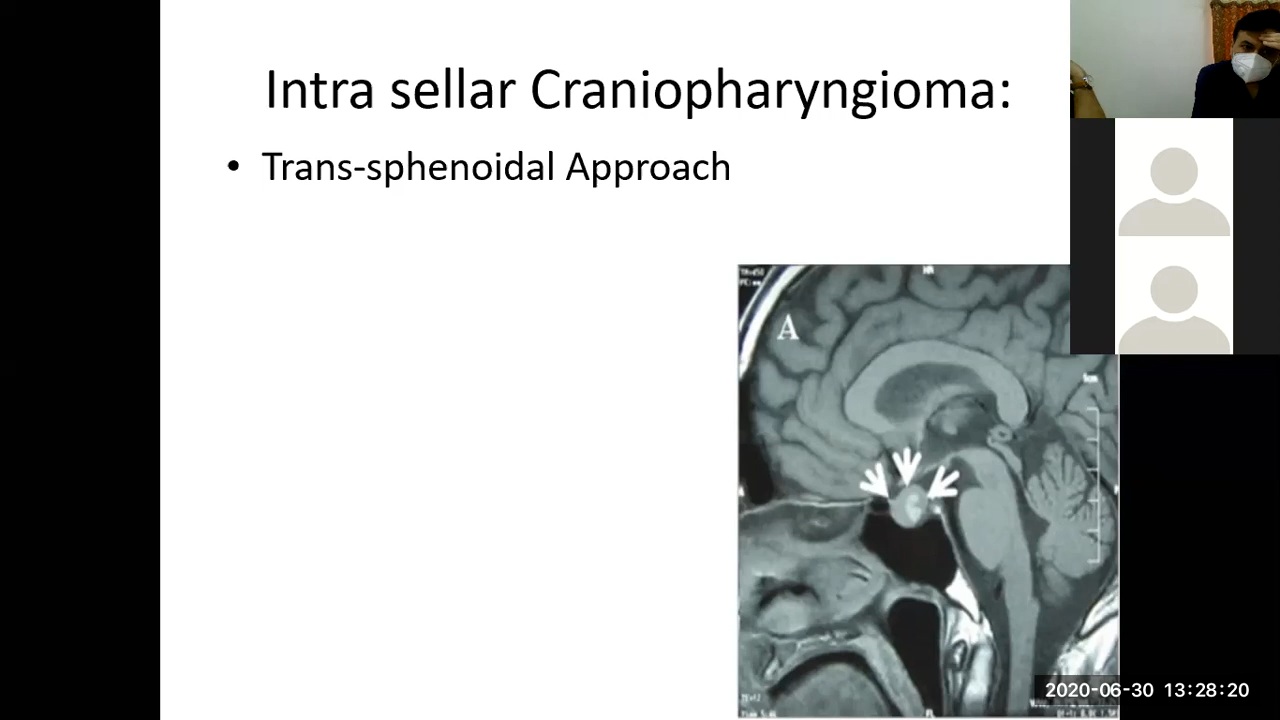 Intra sellar Craniopharyngioma:
• Trans-sphenoidal Approach
A
2020-06-30 13:28:20